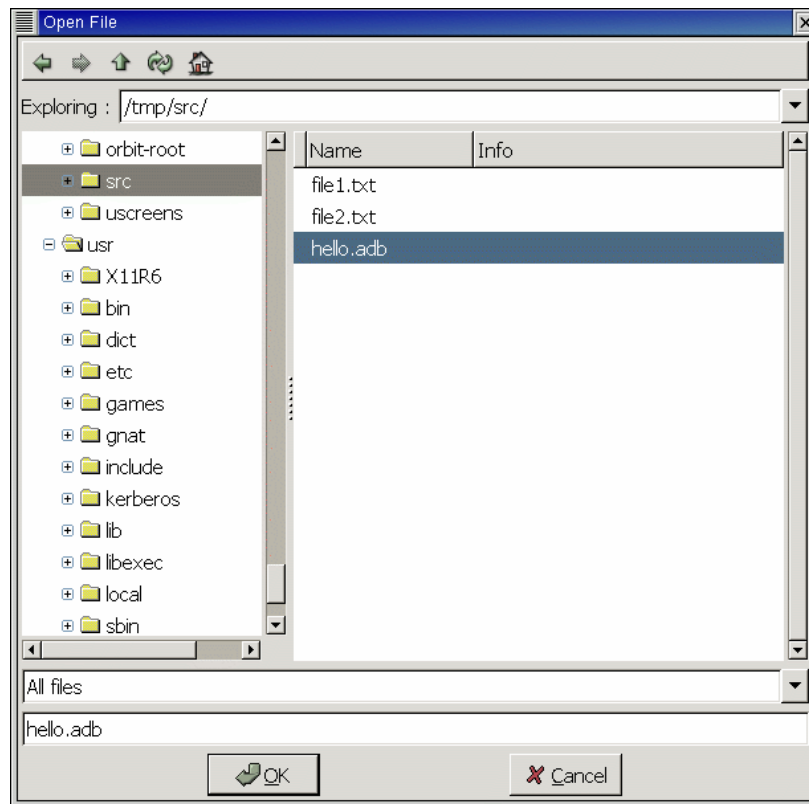 Open File
Exploring : /tmp/src/
orbit-root
src
uscreens
usr
X11R6
bin
dict
etc
games
gnat
include
kerberos
lib
libexec
local
sbin
Name Info
file1.txt
file2.txt
hello.adb
All files
hello.adb
OK Cancel